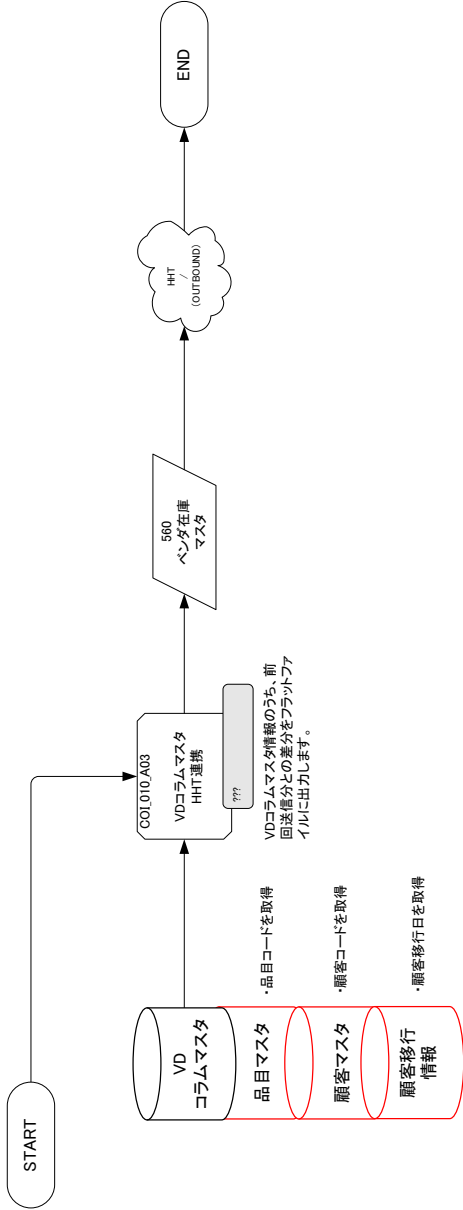 START
VD
コラムマスタ
品目マスタ
・品目コードを取得
顧客マスタ
・顧客コードを取得
顧客移行
情報
・顧客移行日を取得
COI_010_A03
VDコラムマスタ
HHT連携
???
VDコラムマスタ情報のうち、前
回送信分との差分をフラットファ
イルに出力します。
560
ベンダ在庫
マスタ
HHT
/
(OUTBOUND)
END